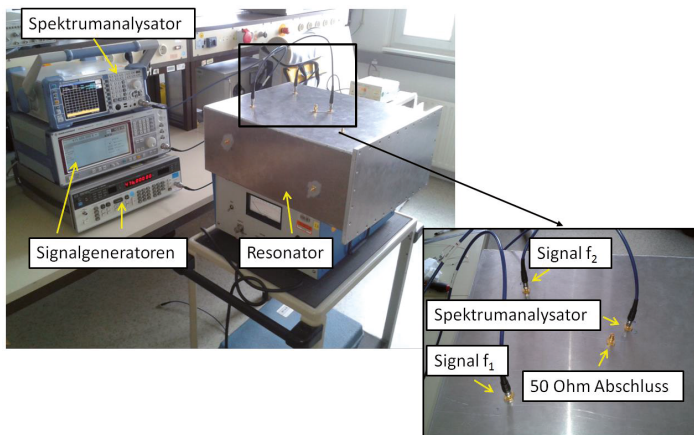 Spektrumanalysator
Signalgeneratoren
Resonator
Signal f₂
Spektrumanalysator
Signal f₁
50 Ohm Abschluss